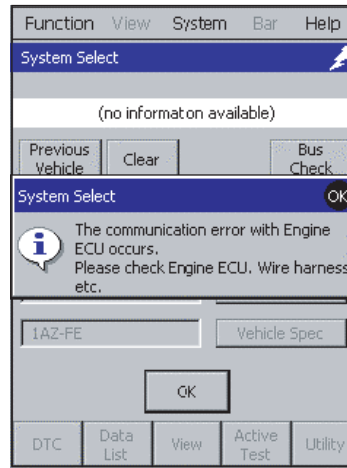 Function View System Bar Help
System Select
(no informaton available)
Previous Vehicle
Clear
Bus Check
System Select
OK
The communication error with Engine
ECU occurs.
Please check Engine ECU. Wire harness
etc.
1AZ-FE
Vehicle Spec
OK
DTC
Data List
View
Active Test
Utility